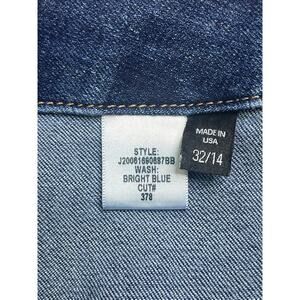 STYLE:
J20061690687BB
WASH:
BRIGHT BLUE
CUT#
378
MADE IN
USA
32/14